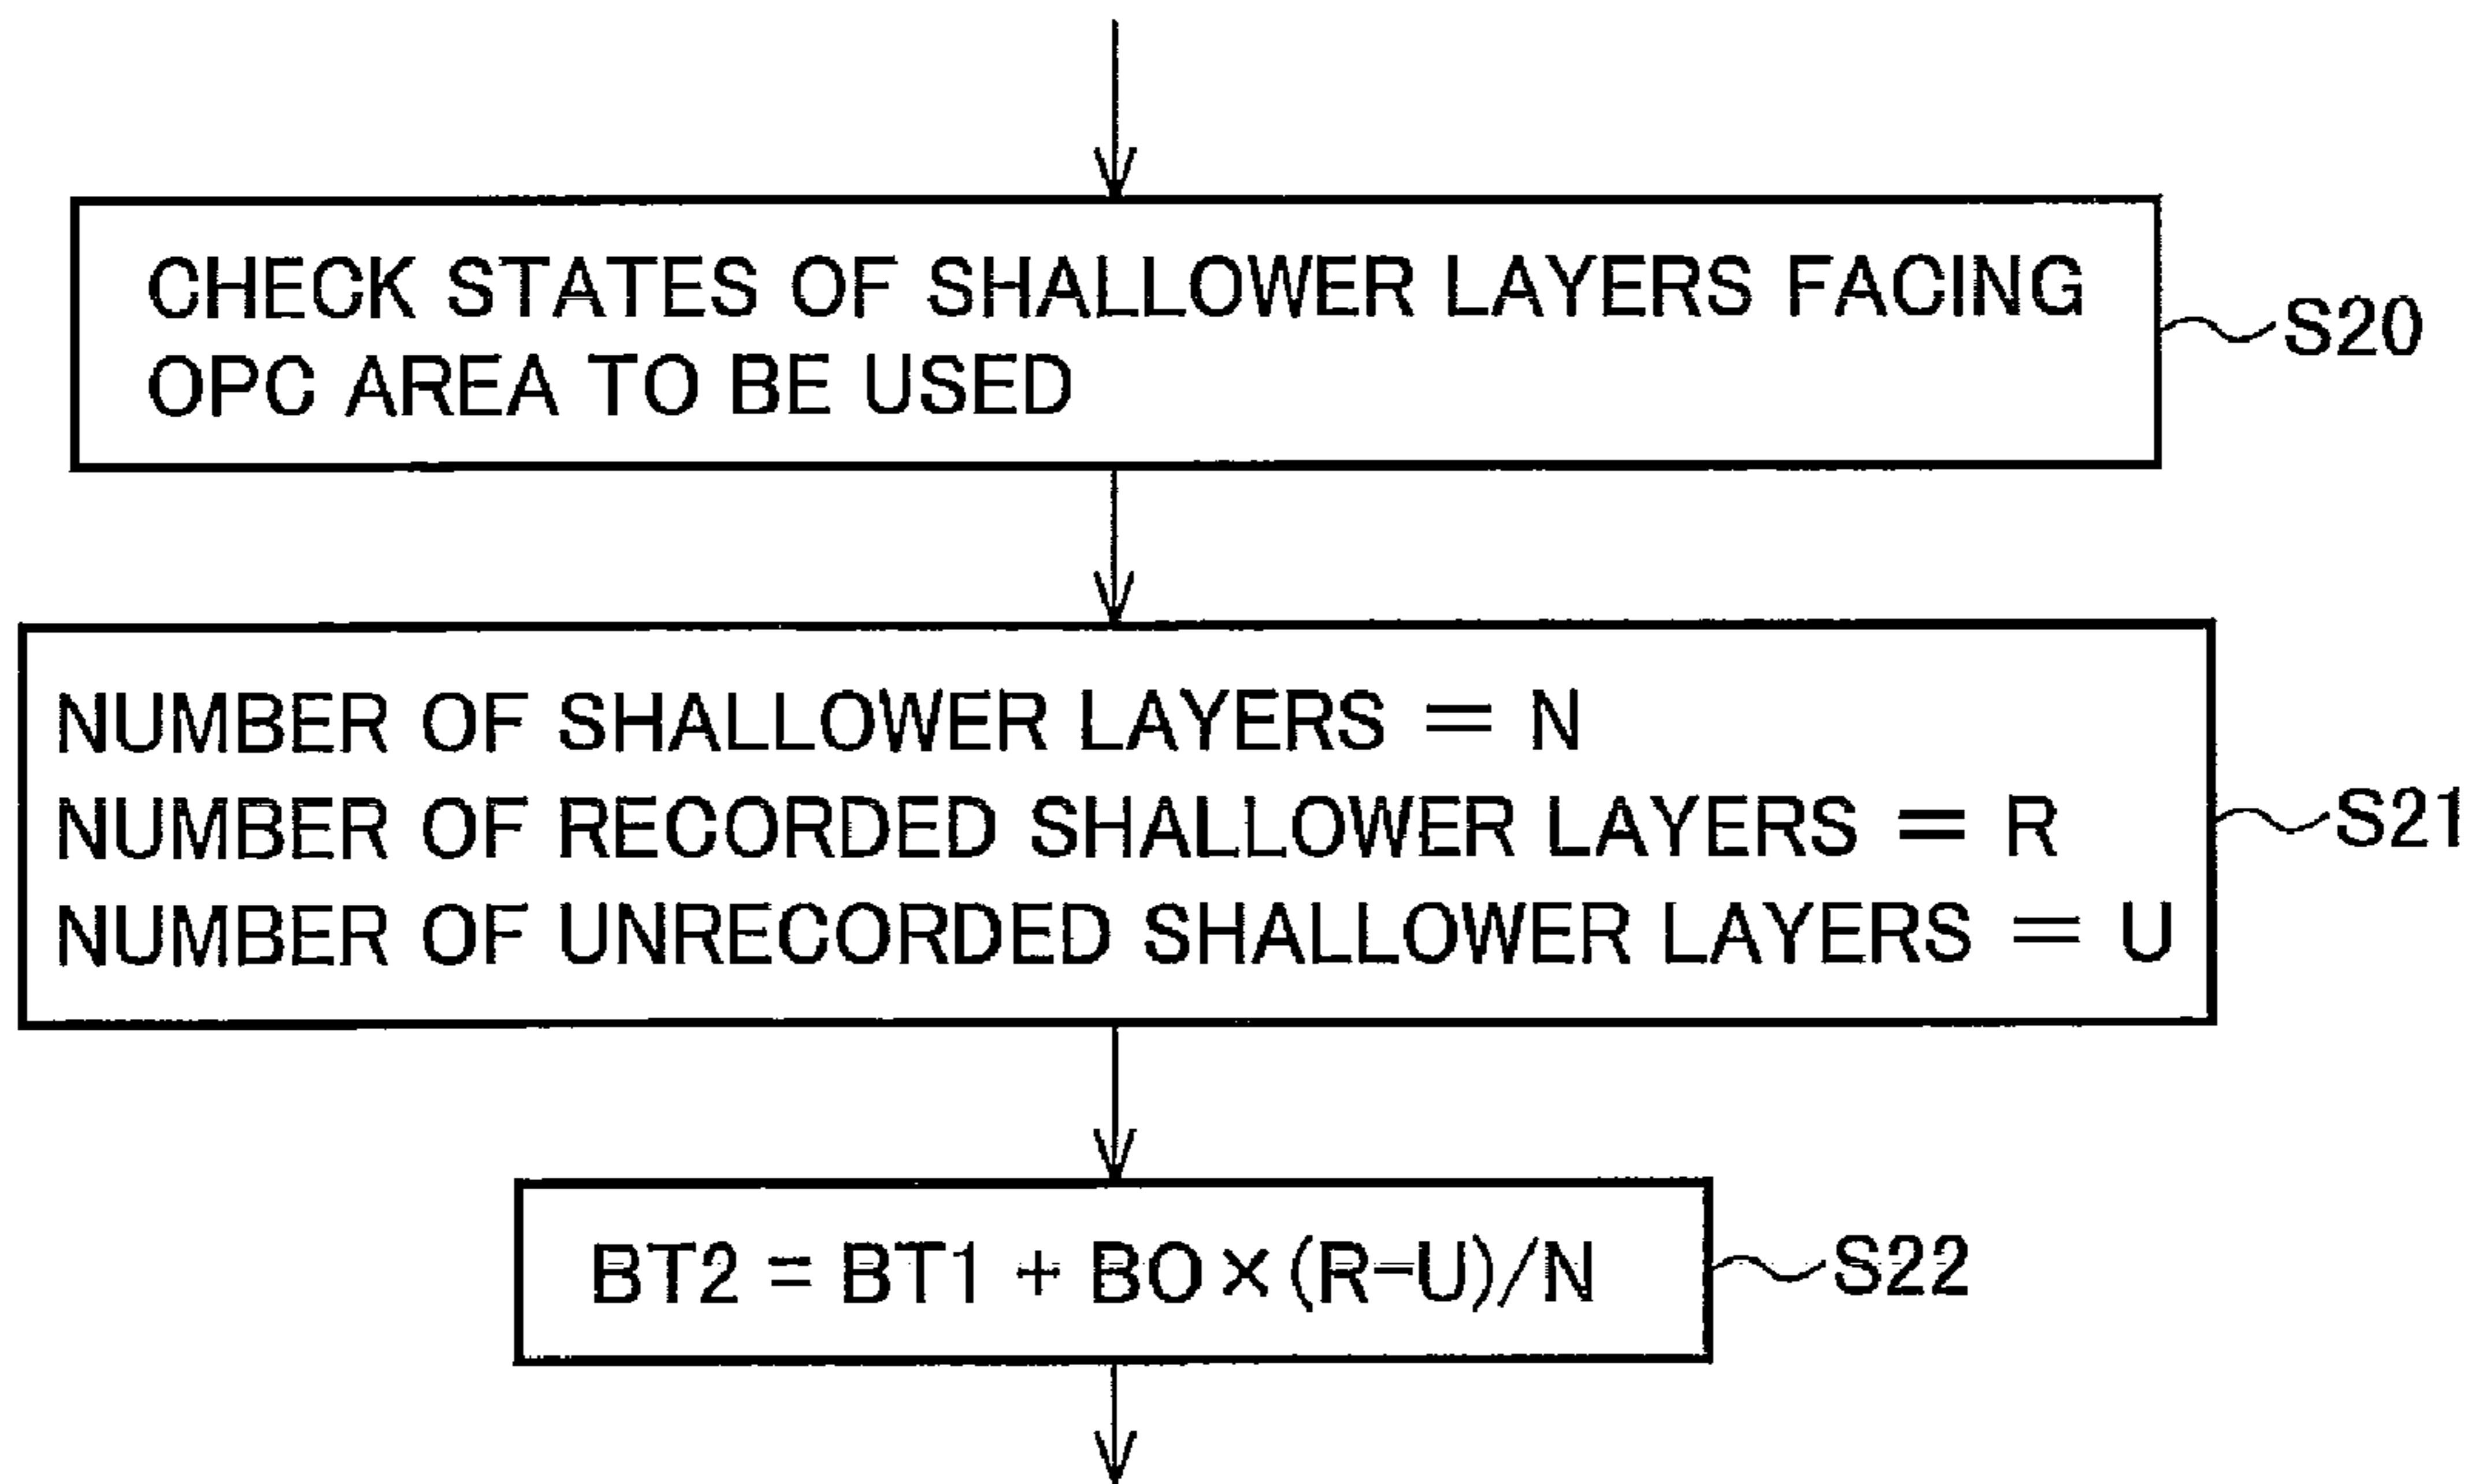 CHECK STATES OF SHALLOWER LAYERS FACING
OPC AREA TO BE USED
S20
NUMBER OF SHALLOWER LAYERS = N
NUMBER OF RECORDED SHALLOWER LAYERS = R
NUMBER OF UNRECORDED SHALLOWER LAYERS = U
S21
BT2 = BT1 + BO×(R-U)/N
S22